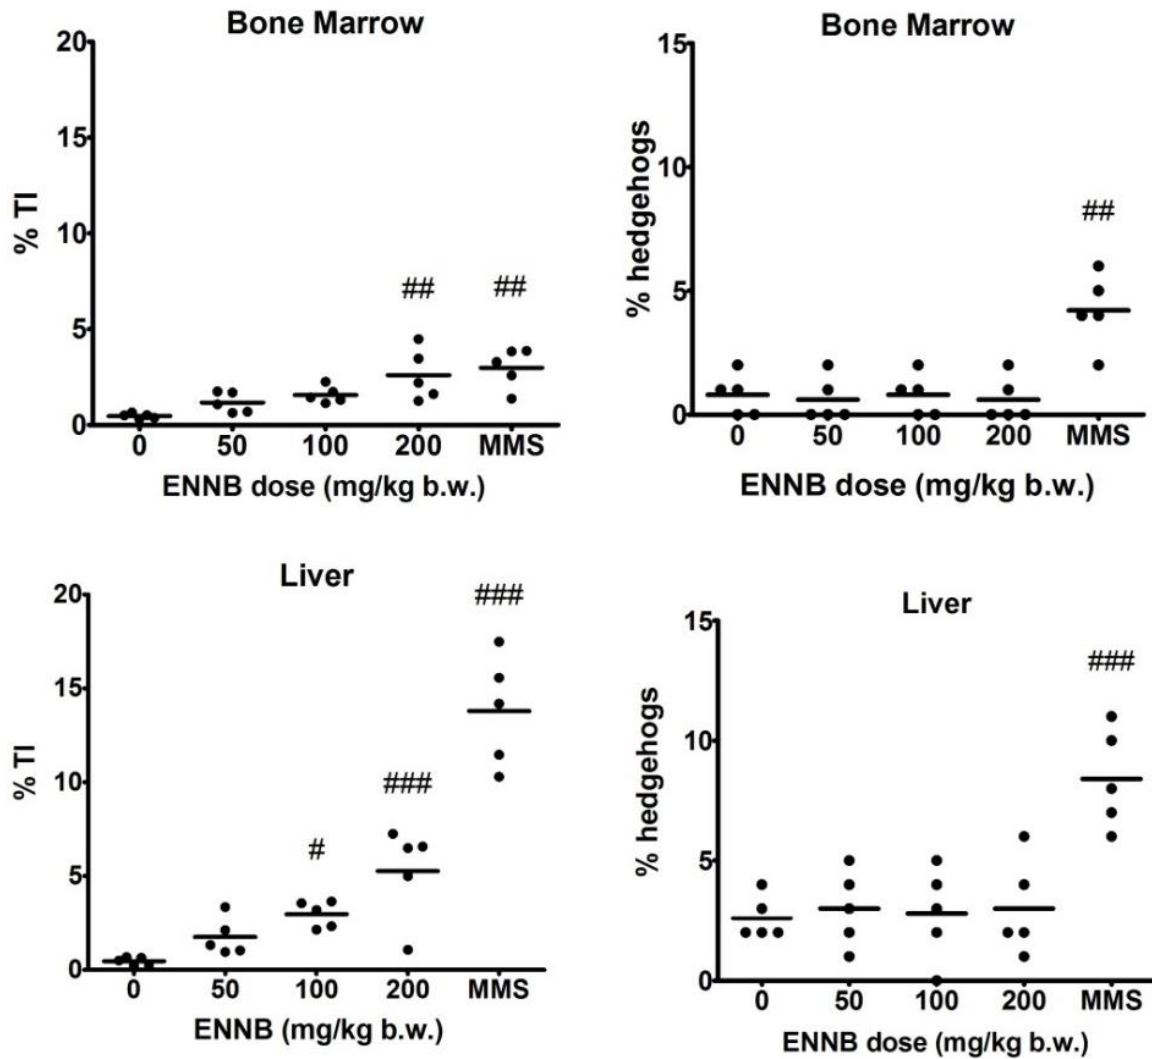 Bone Marrow
20
15
10
5
0
% TI
##
##
0 50 100 200 MMS
ENNB dose (mg/kg b.w.)
Bone Marrow
15
10
5
0
% hedgehogs
##
0 50 100 200 MMS
ENNB dose (mg/kg b.w.)
Liver
20
15
10
5
0
% TI
#
###
###
0 50 100 200 MMS
ENNB (mg/kg b.w.)
Liver
15
10
5
0
% hedgehogs
###
0 50 100 200 MMS
ENNB dose (mg/kg b.w.)